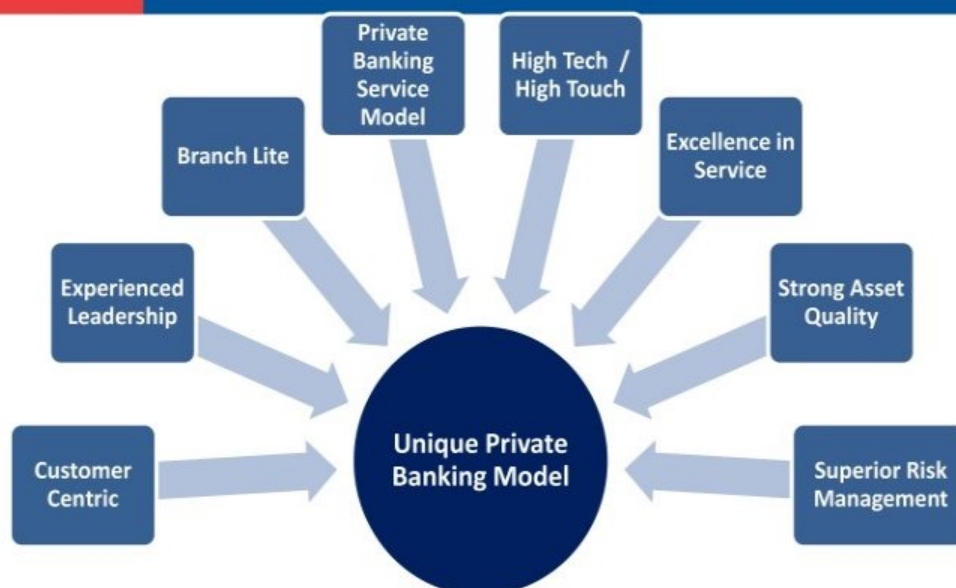 Private
Banking
Service
Model
High Tech /
High Touch
Branch Lite
Excellence in
Service
Experienced
Leadership
Strong Asset
Quality
Customer
Centric
Unique Private
Banking Model
Superior Risk
Management